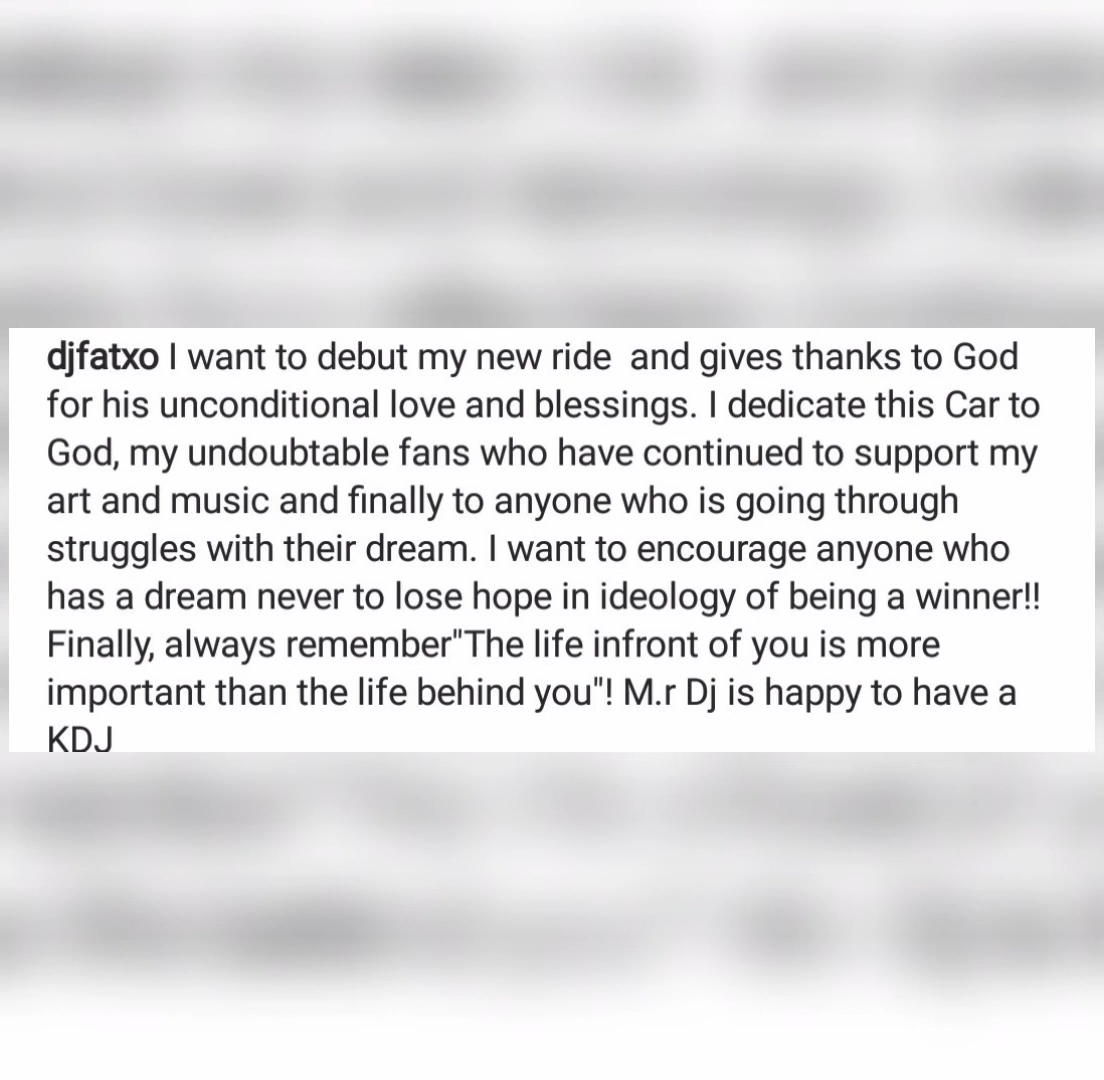 djfatxo I want to debut my new ride  and gives thanks to God
for his unconditional love and blessings. I dedicate this Car to
God, my undoubtable fans who have continued to support my
art and music and finally to anyone who is going through
struggles with their dream. I want to encourage anyone who
has a dream never to lose hope in ideology of being a winner!!
Finally, always remember"The life infront of you is more
important than the life behind you"! M.r Dj is happy to have a
KDJ